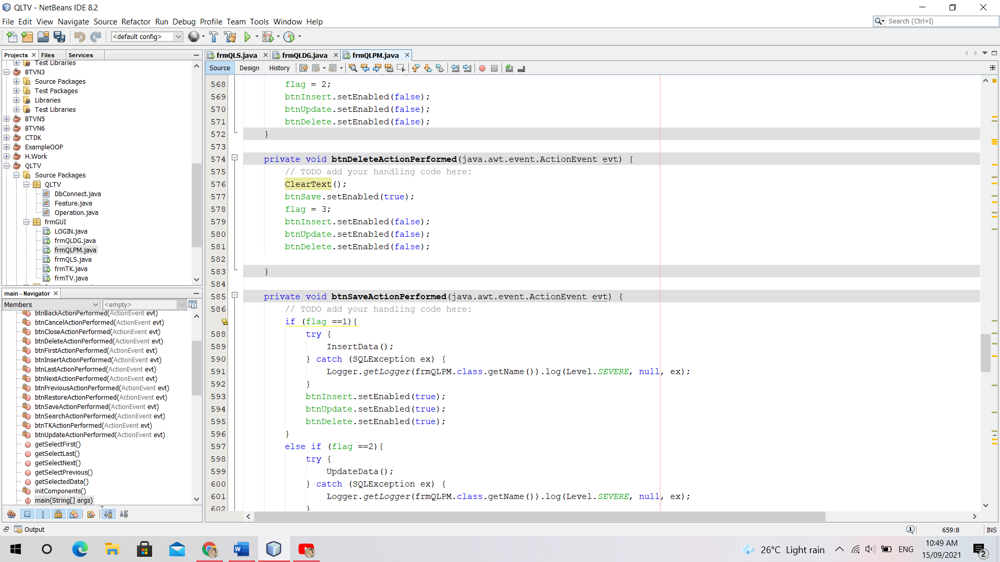 QLTV - NetBeans IDE 8.2
File Edit View Navigate Source Refactor Run Debug Profile Team Tools Window Help
Search (Ctrl+I)
<default config>
Projects Files Services
Test Libraries
BTVN3
Source Packages
Test Packages
Libraries
Test Libraries
BTVN5
BTVN6
CTDK
ExampleOOP
H.Work
QLTV
Source Packages
QLTV
DbConnect.java
Feature.java
Operation.java
frmGUI
LOGIN.java
frmQLDG.java
frmQLPM.java
frmQLS.java
frmTK.java
frmTV.java
main - Navigator
Members <empty>
btnBackActionPerformed(ActionEvent evt)
btnCancelActionPerformed(ActionEvent evt)
btnCloseActionPerformed(ActionEvent evt)
btnDeleteActionPerformed(ActionEvent evt)
btnFirstActionPerformed(ActionEvent evt)
btnInsertActionPerformed(ActionEvent evt)
btnLastActionPerformed(ActionEvent evt)
btnNextActionPerformed(ActionEvent evt)
btnPreviousActionPerformed(ActionEvent evt)
btnRestoreActionPerformed(ActionEvent evt)
btnSaveActionPerformed(ActionEvent evt)
btnSearchActionPerformed(ActionEvent evt)
btnTKActionPerformed(ActionEvent evt)
btnUpdateActionPerformed(ActionEvent evt)
getSelectFirst()
getSelectLast()
getSelectNext()
getSelectPrevious()
getSelectedData()
initComponents()
main(String[] args)
frmQLS.java frmQLDG.java frmQLPM.java
Source Design History
568 flag = 2;
569 btnInsert.setEnabled(false);
570 btnUpdate.setEnabled(false);
571 btnDelete.setEnabled(false);
572 }
573
574 private void btnDeleteActionPerformed(java.awt.event.ActionEvent evt) {
575 // TODO add your handling code here:
576 ClearText();
577 btnSave.setEnabled(true);
578 flag = 3;
579 btnInsert.setEnabled(false);
580 btnUpdate.setEnabled(false);
581 btnDelete.setEnabled(false);
582
583 }
584
585 private void btnSaveActionPerformed(java.awt.event.ActionEvent evt) {
586 // TODO add your handling code here:
if (flag ==1){
588 try {
589 InsertData();
590 } catch (SQLException ex) {
591 Logger.getLogger(frmQLPM.class.getName()).log(Level.SEVERE, null, ex);
592 }
593 btnInsert.setEnabled(true);
594 btnUpdate.setEnabled(true);
595 btnDelete.setEnabled(true);
596 }
597 else if (flag ==2){
598 try {
599 UpdateData();
600 } catch (SQLException ex) {
601 Logger.getLogger(frmQLPM.class.getName()).log(Level.SEVERE, null, ex);
602 }
Output
1
659:8 INS
26°C Light rain ENG
10:49 AM
15/09/2021
2